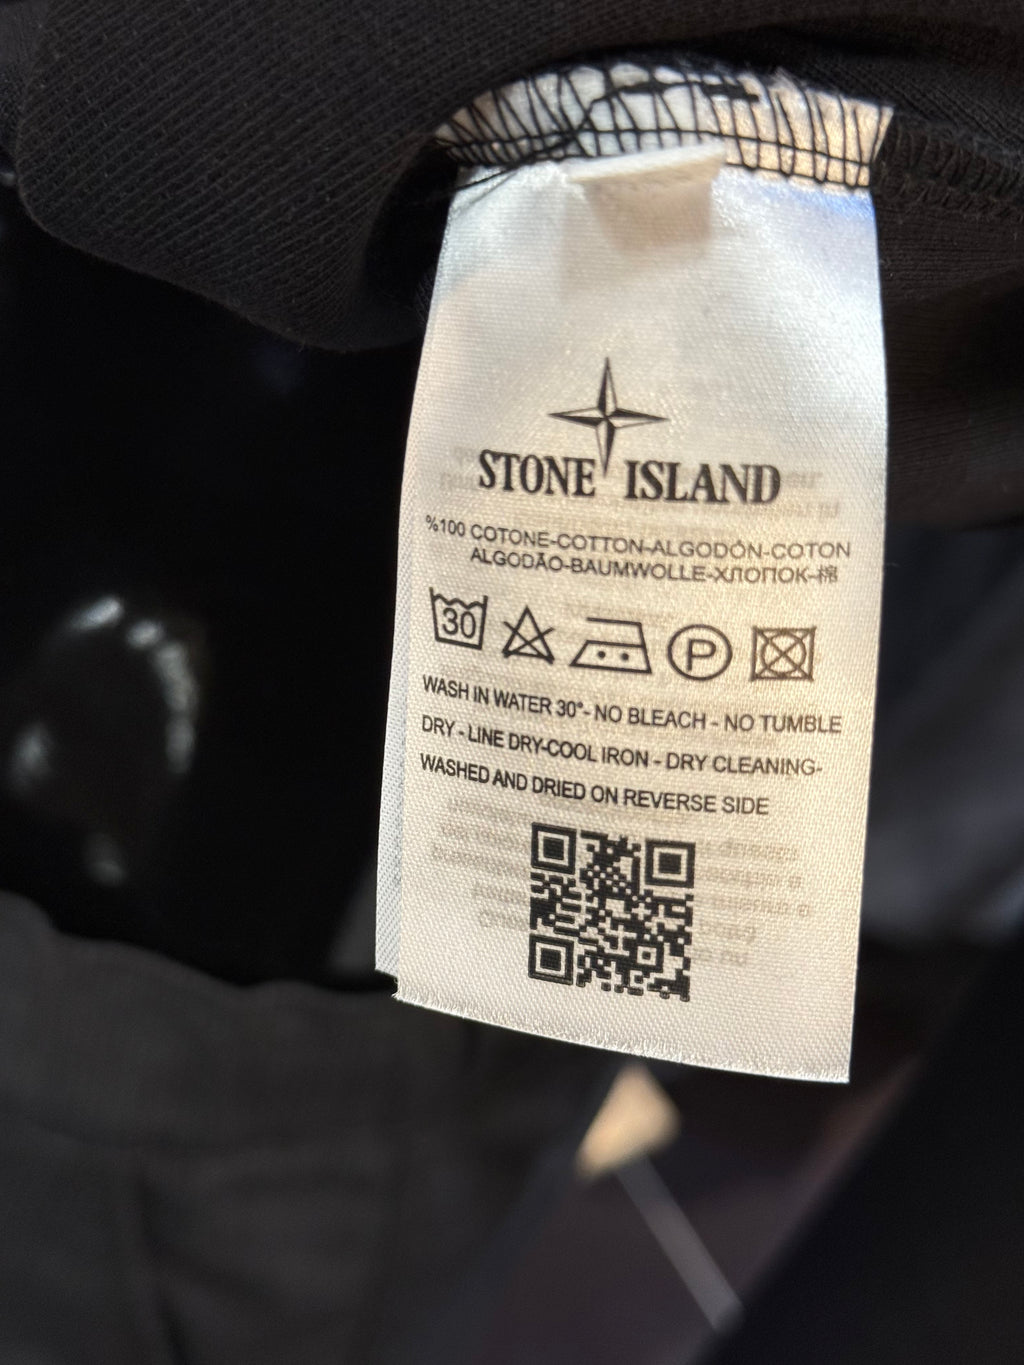 STONE ISLAND
%100 COTONE-COTTON-ALGODÓN-COTON
ALGODÃO-BAUMWOLLE-ХЛОПОК-棉
30
P
WASH IN WATER 30°- NO BLEACH - NO TUMBLE
DRY - LINE DRY-COOL IRON - DRY CLEANING-
WASHED AND DRIED ON REVERSE SIDE